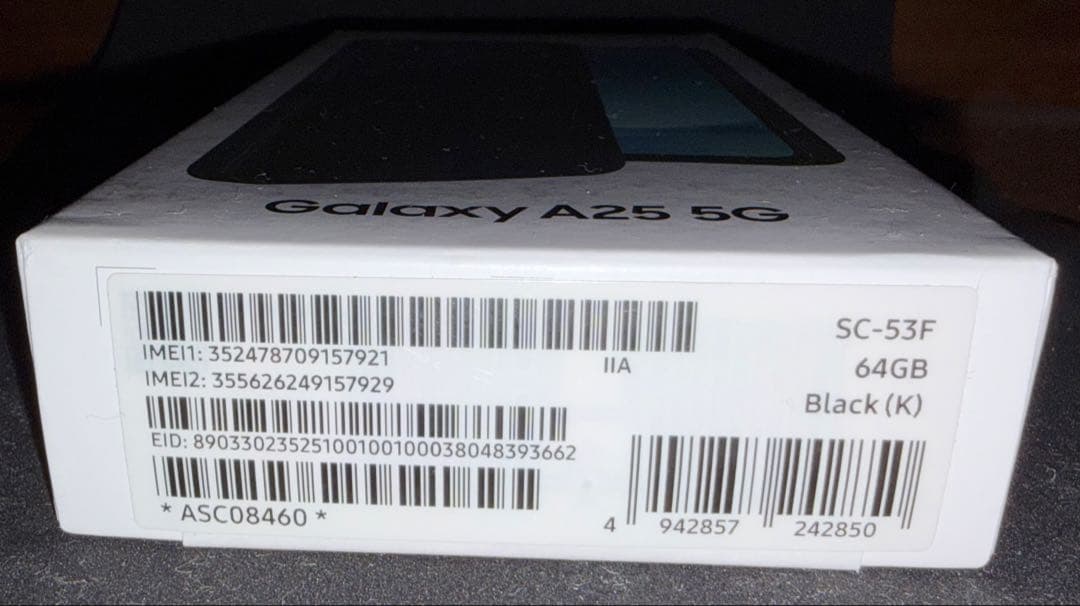 Galaxy A25 5G
IMEI1: 352478709157921
IIA
IMEI2: 355626249157929
EID: 89033023525100100100038048393662
* ASC08460 *
SC-53F
64GB
Black (K)
4 942857 242850